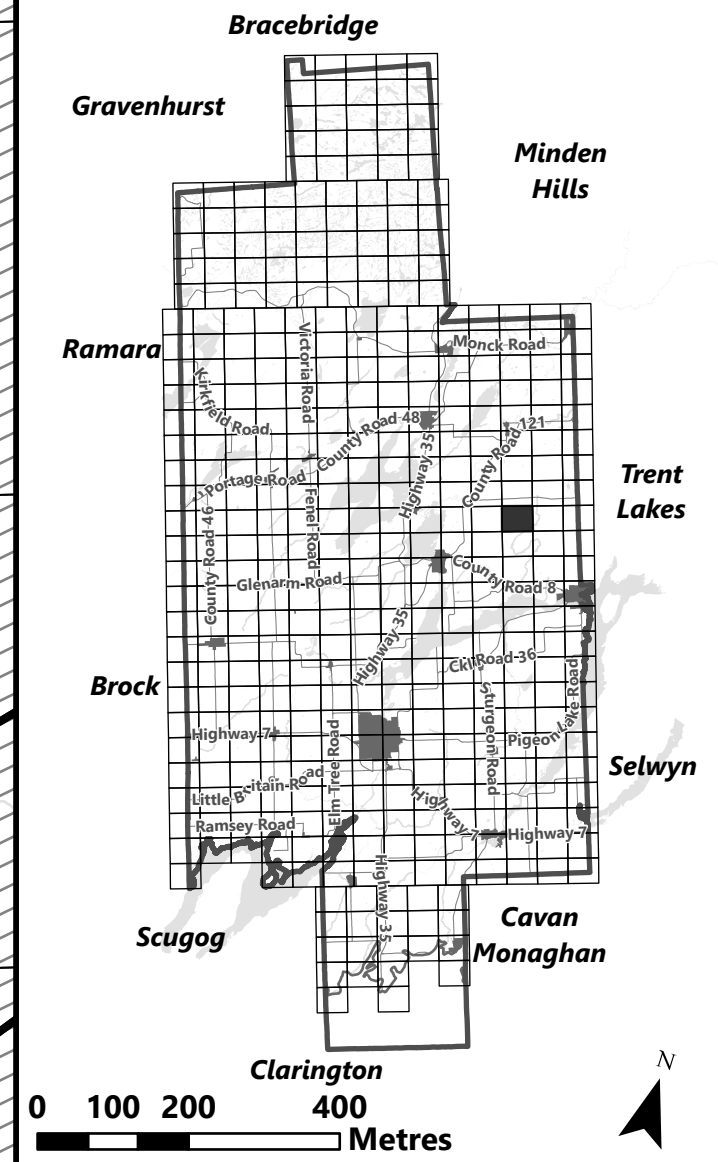 Bracebridge
Gravenhurst
Minden
Hills
Ramara
Monck Road
Victoria Road
Kirkfield Road
County Road 48
County Road 121
Highway 35
Trent
Lakes
Portage Road
Fenel Road
County Road 46
County Road 8
Glenarm Road
Highway 35
Ckl Road 36
Brock
Sturgeon Road
Pigeon Lake Road
Highway 7
Elm Tree Road
Selwyn
Little Britain Road
Highway 7
Ramsey Road
Highway 7
Highway 35
Scugog
Cavan
Monaghan
Clarington
N
0 100 200 400
Metres